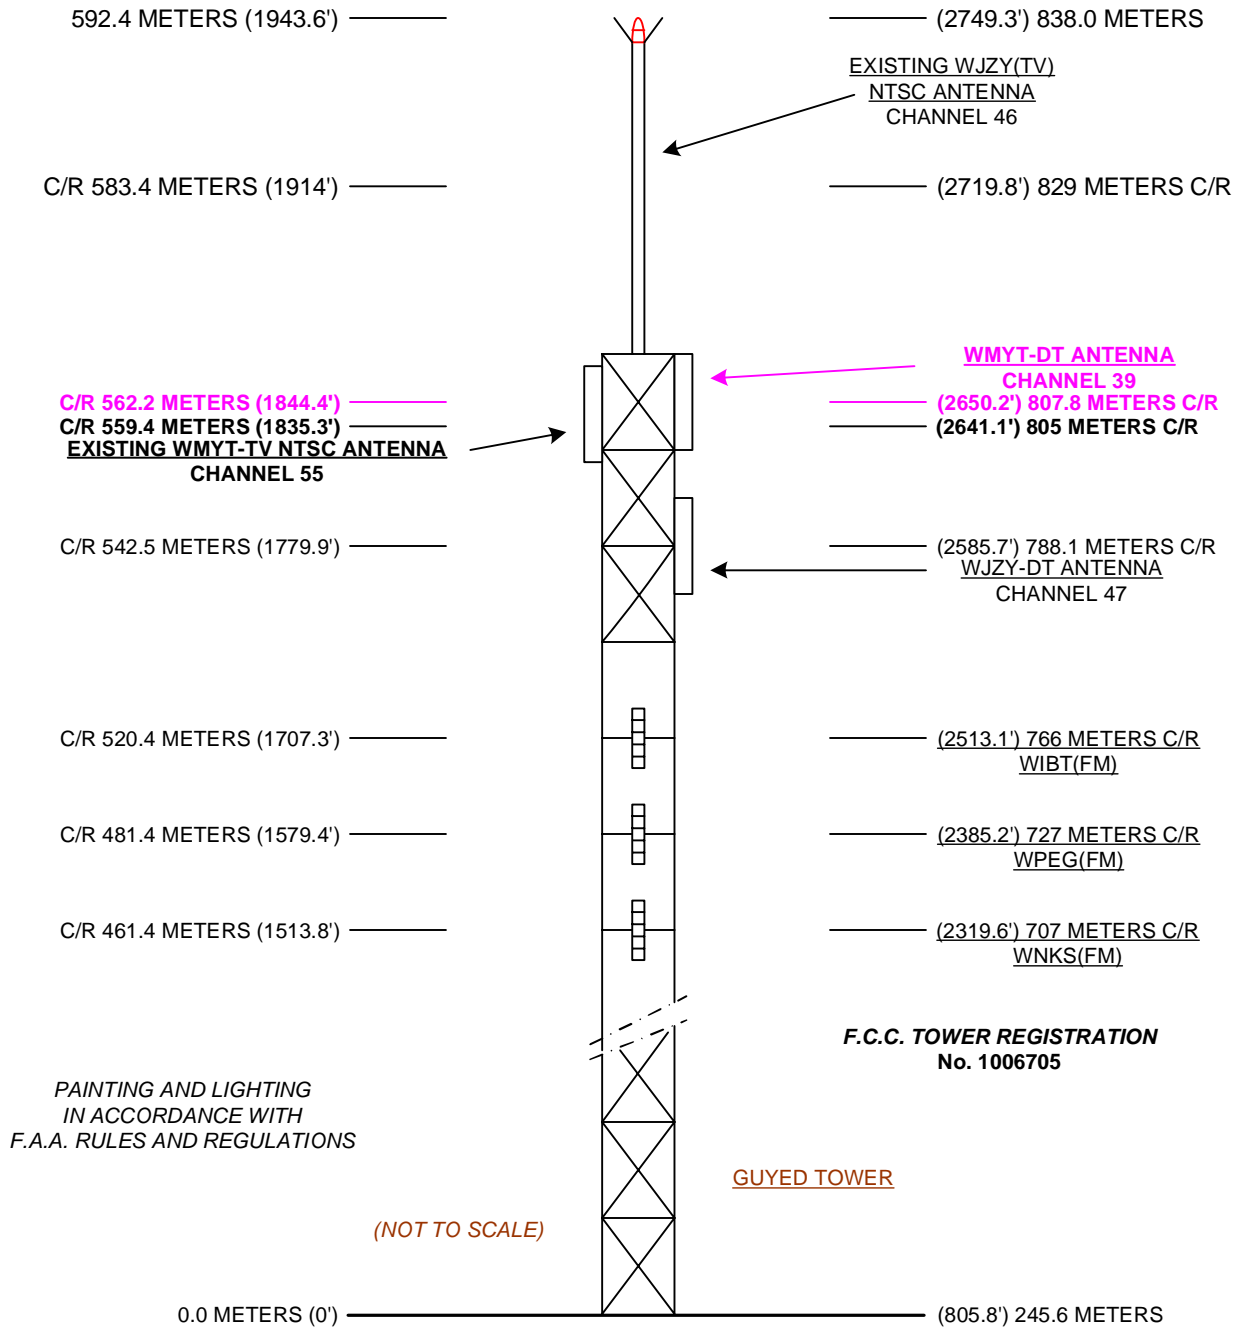 592.4 METERS (1943.6')
(2749.3') 838.0 METERS
EXISTING WJZY(TV)
NTSC ANTENNA
CHANNEL 46
C/R 583.4 METERS (1914')
(2719.8') 829 METERS C/R
WMYT-DT ANTENNA
CHANNEL 39
C/R 562.2 METERS (1844.4')
(2650.2') 807.8 METERS C/R
C/R 559.4 METERS (1835.3')
(2641.1') 805 METERS C/R
EXISTING WMYT-TV NTSC ANTENNA
CHANNEL 55
C/R 542.5 METERS (1779.9')
(2585.7') 788.1 METERS C/R
WJZY-DT ANTENNA
CHANNEL 47
C/R 520.4 METERS (1707.3')
(2513.1') 766 METERS C/R
WIBT(FM)
C/R 481.4 METERS (1579.4')
(2385.2') 727 METERS C/R
WPEG(FM)
C/R 461.4 METERS (1513.8')
(2319.6') 707 METERS C/R
WNKS(FM)
F.C.C. TOWER REGISTRATION
No. 1006705
PAINTING AND LIGHTING
IN ACCORDANCE WITH
F.A.A. RULES AND REGULATIONS
GUYED TOWER
(NOT TO SCALE)
0.0 METERS (0')
(805.8') 245.6 METERS